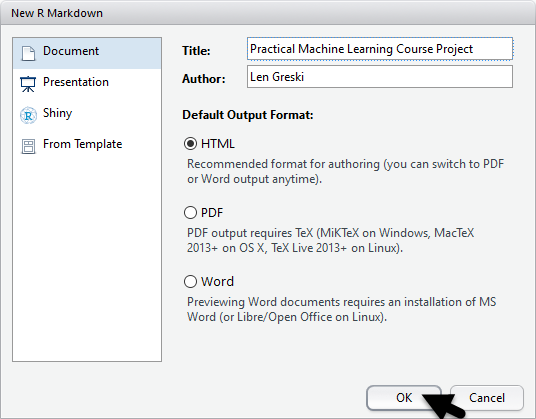 New R Markdown
Document
Presentation
Shiny
From Template
Title: Practical Machine Learning Course Project
Author: Len Greski
Default Output Format:
HTML
Recommended format for authoring (you can switch to PDF
or Word output anytime).
PDF
PDF output requires TeX (MiKTeX on Windows, MacTeX
2013+ on OS X, TeX Live 2013+ on Linux).
Word
Previewing Word documents requires an installation of MS
Word (or Libre/Open Office on Linux).
OK Cancel